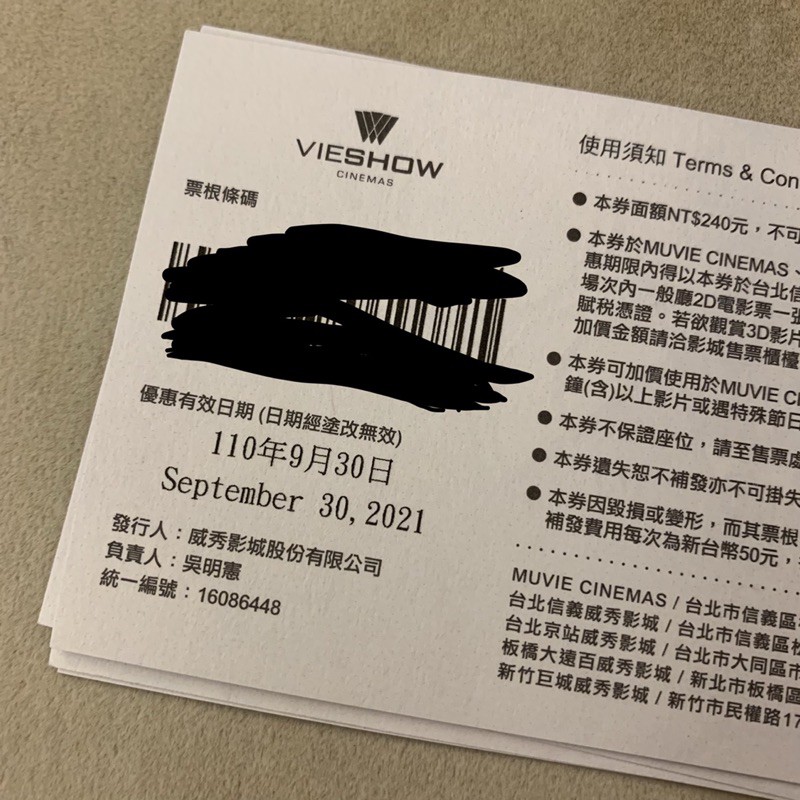 VIESHOW
CINEMAS
票根條碼
優惠有效日期 (日期經塗改無效)
110年9月30日
September 30, 2021
發行人：威秀影城股份有限公司
負責人：吳明憲
統一編號：16086448
使用須知 Terms & Con
● 本券面額NT$240元，不可
● 本券於MUVIE CINEMAS、
惠期限內得以本券於台北信
場次內一般廳2D電影票一張
賦稅憑證。若欲觀賞3D影片
加價金額請洽影城售票櫃檯
● 本券可加價使用於MUVIE CI
鐘(含)以上影片或遇特殊節日
● 本券不保證座位，請至售票處
● 本券遺失恕不補發亦不可掛失
● 本券因毀損或變形，而其票根
補發費用每次為新台幣50元，
MUVIE CINEMAS / 台北市信義區
台北信義威秀影城 / 台北市信義區松
台北京站威秀影城 / 台北市大同區市
板橋大遠百威秀影城 / 新北市板橋區
新竹巨城威秀影城 / 新竹市民權路17